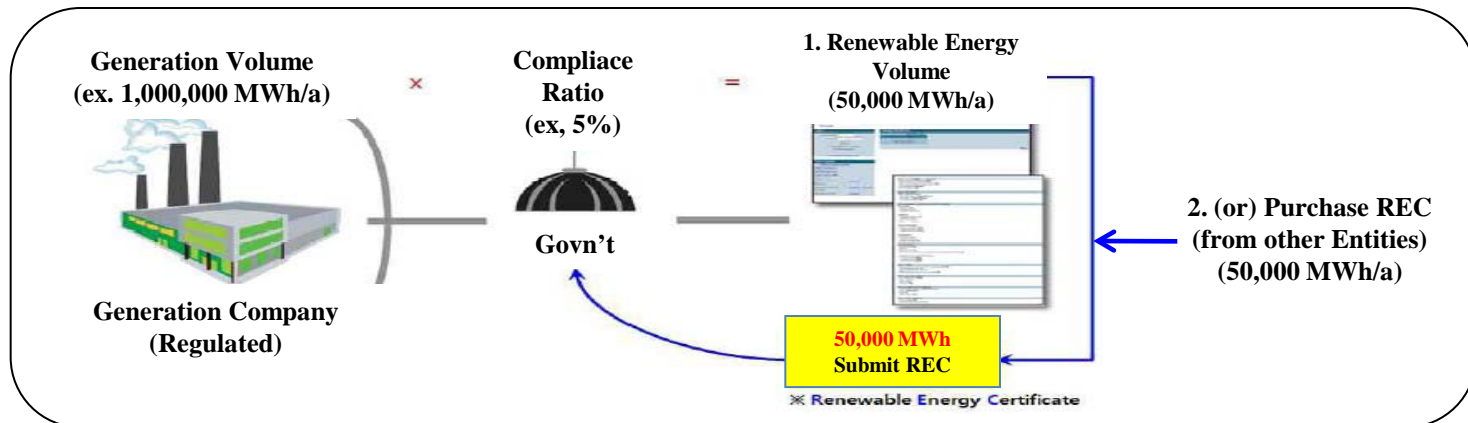 Generation Volume
(ex. 1,000,000 MWh/a)
×
Compliace
Ratio
(ex, 5%)
=
1. Renewable Energy
Volume
(50,000 MWh/a)
Govn’t
Generation Company
(Regulated)
2. (or) Purchase REC
(from other Entities)
(50,000 MWh/a)
50,000 MWh
Submit REC
※ Renewable Energy Certificate